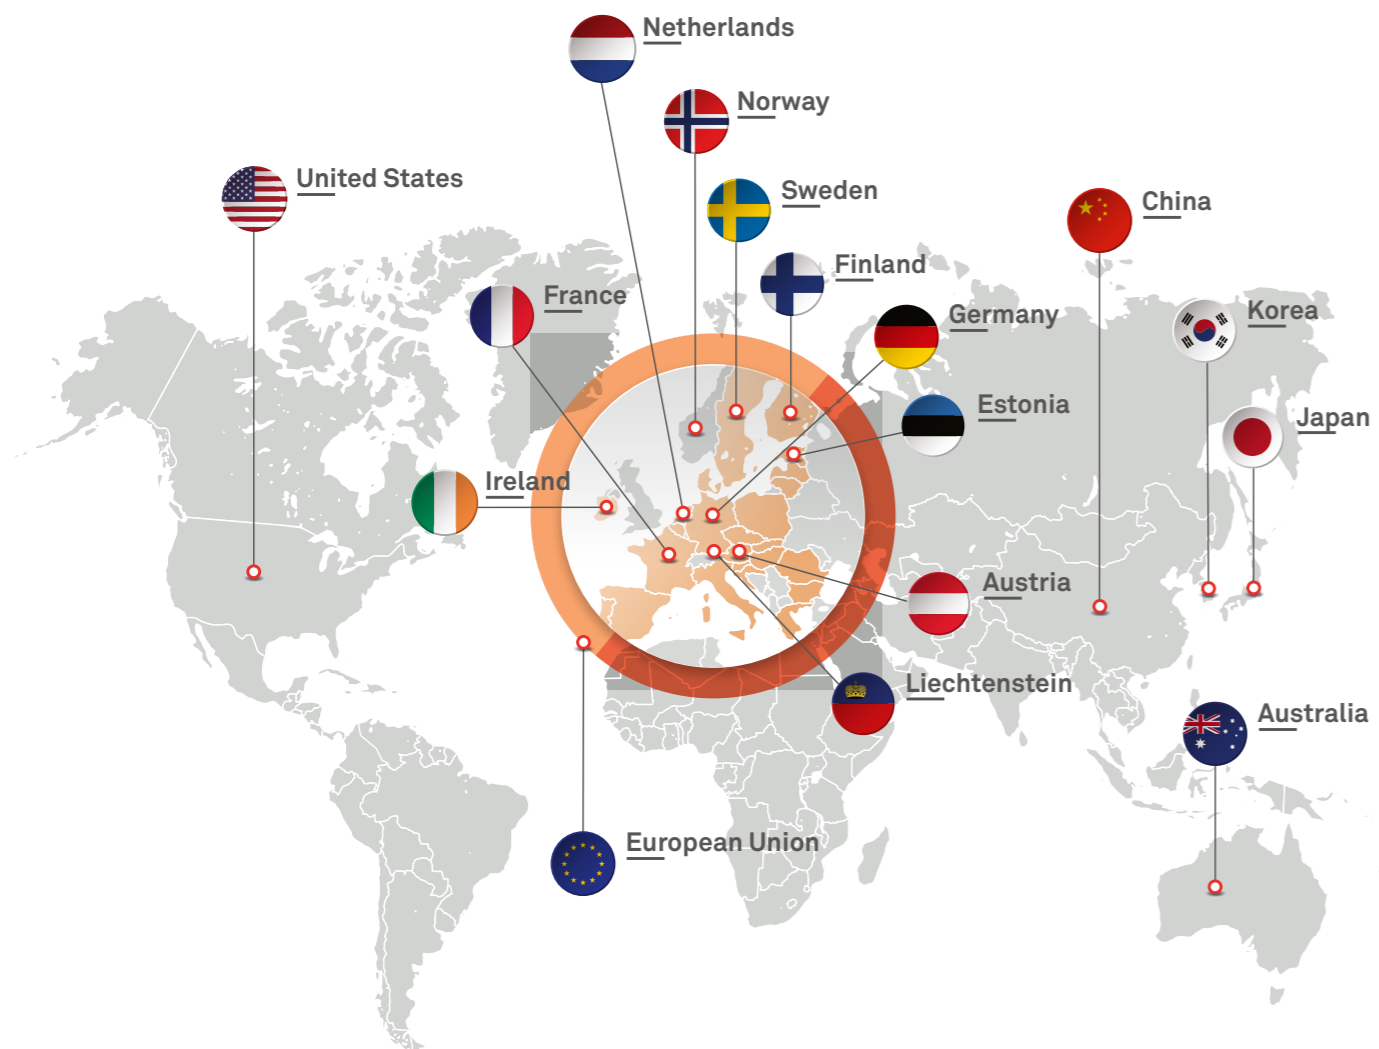 Netherlands
Norway
United States
Sweden
China
Finland
France
Germany
Korea
Estonia
Japan
Ireland
Austria
Liechtenstein
Australia
European Union